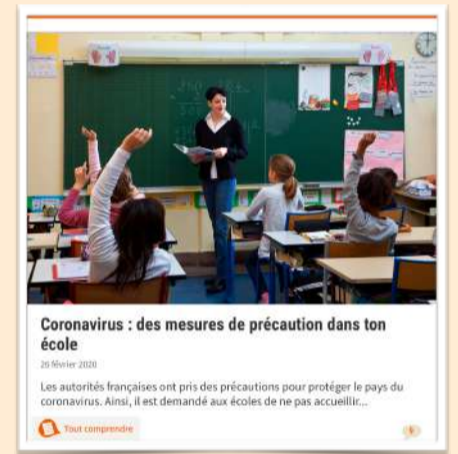 Coronavirus : des mesures de précaution dans ton
école
26 février 2020
Les autorités françaises ont pris des précautions pour protéger le pays du
coronavirus. Ainsi, il est demandé aux écoles de ne pas accueillir...
Tout comprendre